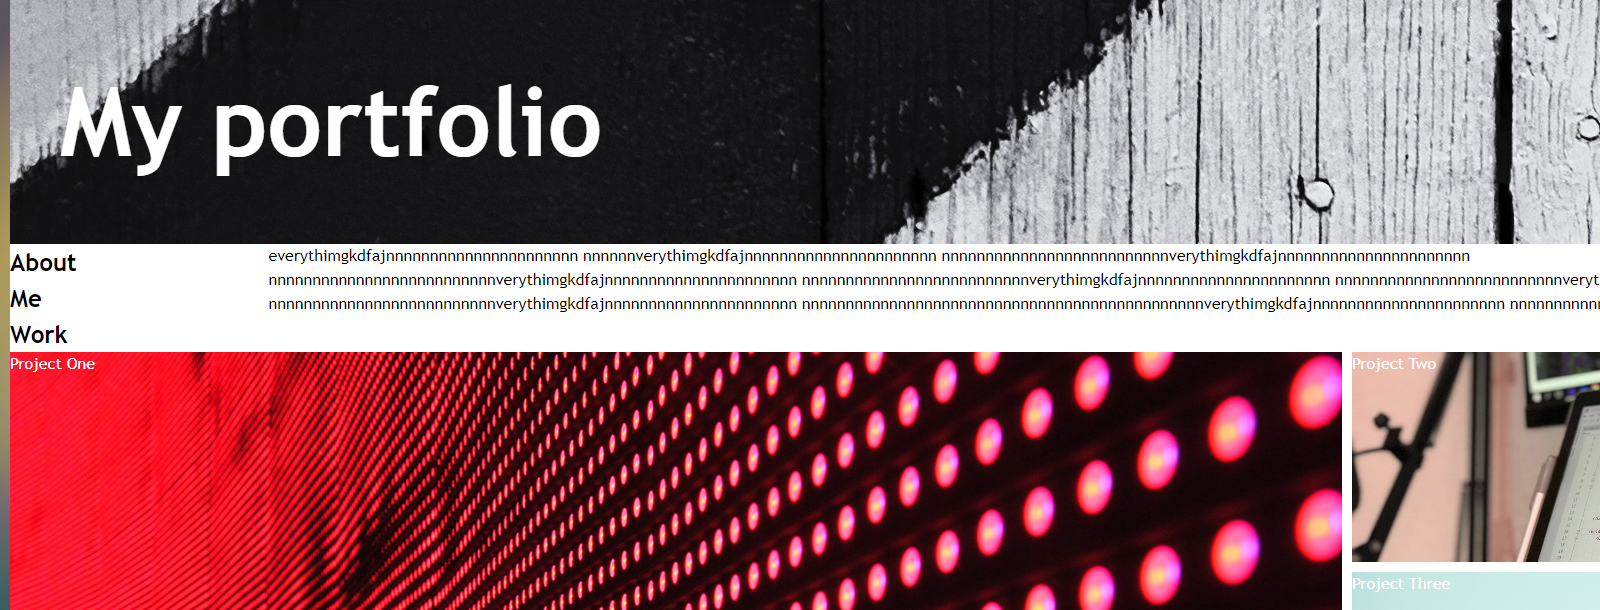 My portfolio
About
Me
Work
everythimgkdfajnnnnnnnnnnnnnnnnnnnnnn nnnnnnverythimgkdfajnnnnnnnnnnnnnnnnnnnnnn nnnnnnnnnnnnnnnnnnnnnnnnnnverythimgkdfajnnnnnnnnnnnnnnnnnnnnnn
nnnnnnnnnnnnnnnnnnnnnnnnnnverythimgkdfajnnnnnnnnnnnnnnnnnnnnnn nnnnnnnnnnnnnnnnnnnnnnnnnnverythimgkdfajnnnnnnnnnnnnnnnnnnnnnn nnnnnnnnnnnnnnnnnnnnnnnnnnveryt
nnnnnnnnnnnnnnnnnnnnnnnnnnverythimgkdfajnnnnnnnnnnnnnnnnnnnnnn nnnnnnnnnnnnnnnnnnnnnnnnnnnnnnnnnnnnnnnnnnnnnnverythimgkdfajnnnnnnnnnnnnnnnnnnnnnn nnnnnnnnnn
Project One
Project Two
Project Three